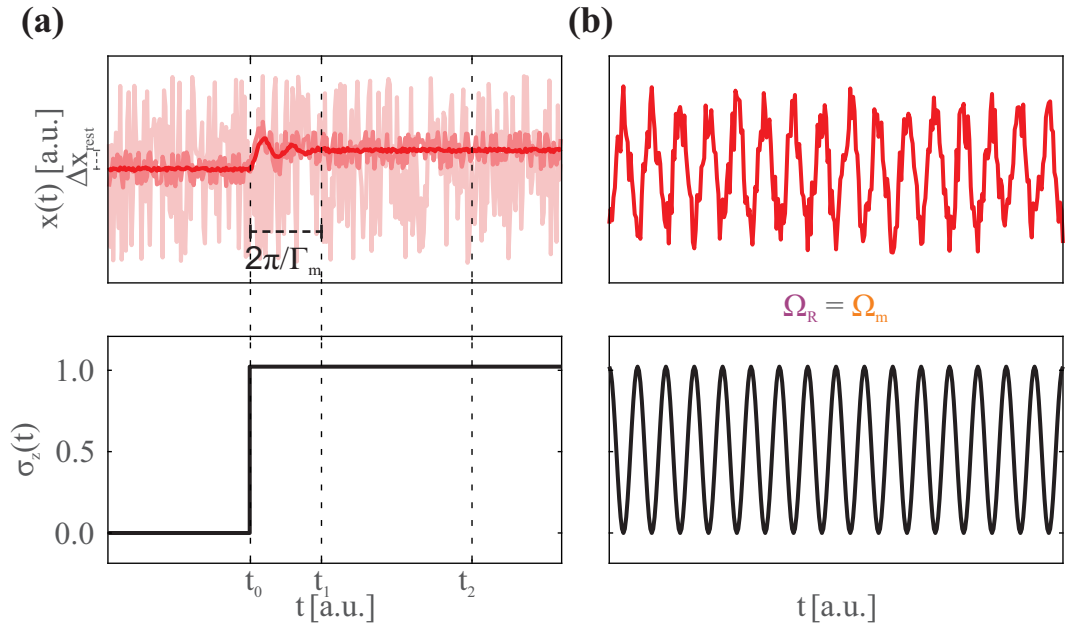 (a)
(b)
x(t) [a.u.]
Δx_rest
2π/Γ_m
Ω_R = Ω_m
σ_z(t)
1.0
0.5
0.0
t_0
t_1
t_2
t [a.u.]
t [a.u.]